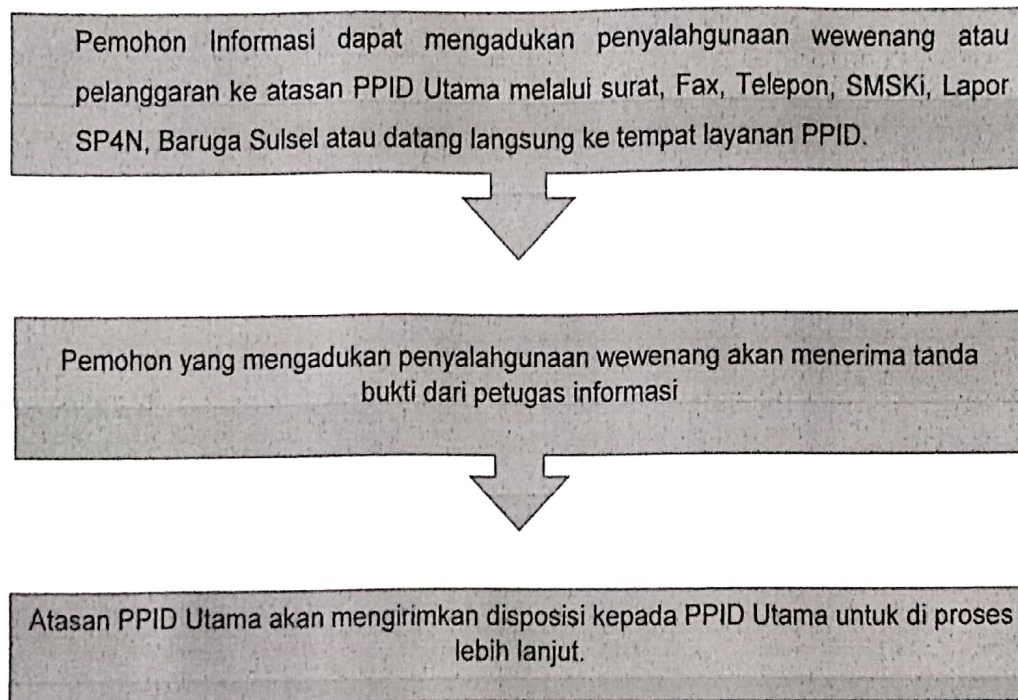 Pemohon Informasi dapat mengadukan penyalahgunaan wewenang atau
pelanggaran ke atasan PPID Utama melalui surat, Fax, Telepon, SMSKi, Lapor
SP4N, Baruga Sulsel atau datang langsung ke tempat layanan PPID.
Pemohon yang mengadukan penyalahgunaan wewenang akan menerima tanda
bukti dari petugas informasi
Atasan PPID Utama akan mengirimkan disposisi kepada PPID Utama untuk di proses
lebih lanjut.